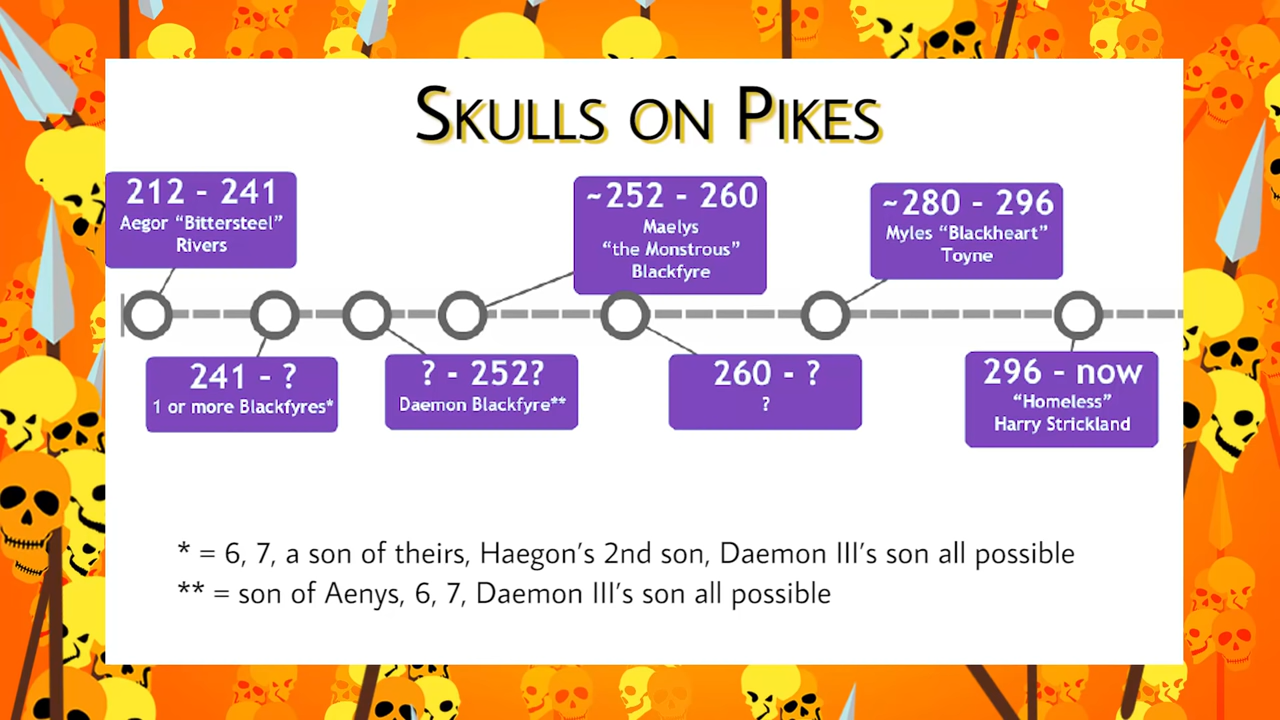 SKULLS ON PIKES
212 - 241
Aegor “Bittersteel”
Rivers
241 - ?
1 or more Blackfyres*
? - 252?
Daemon Blackfyre**
~252 - 260
Maelys
“the Monstrous”
Blackfyre
260 - ?
?
~280 - 296
Myles “Blackheart”
Toyne
296 - now
“Homeless”
Harry Strickland
* = 6, 7, a son of theirs, Haegon’s 2nd son, Daemon III’s son all possible
** = son of Aenys, 6, 7, Daemon III’s son all possible